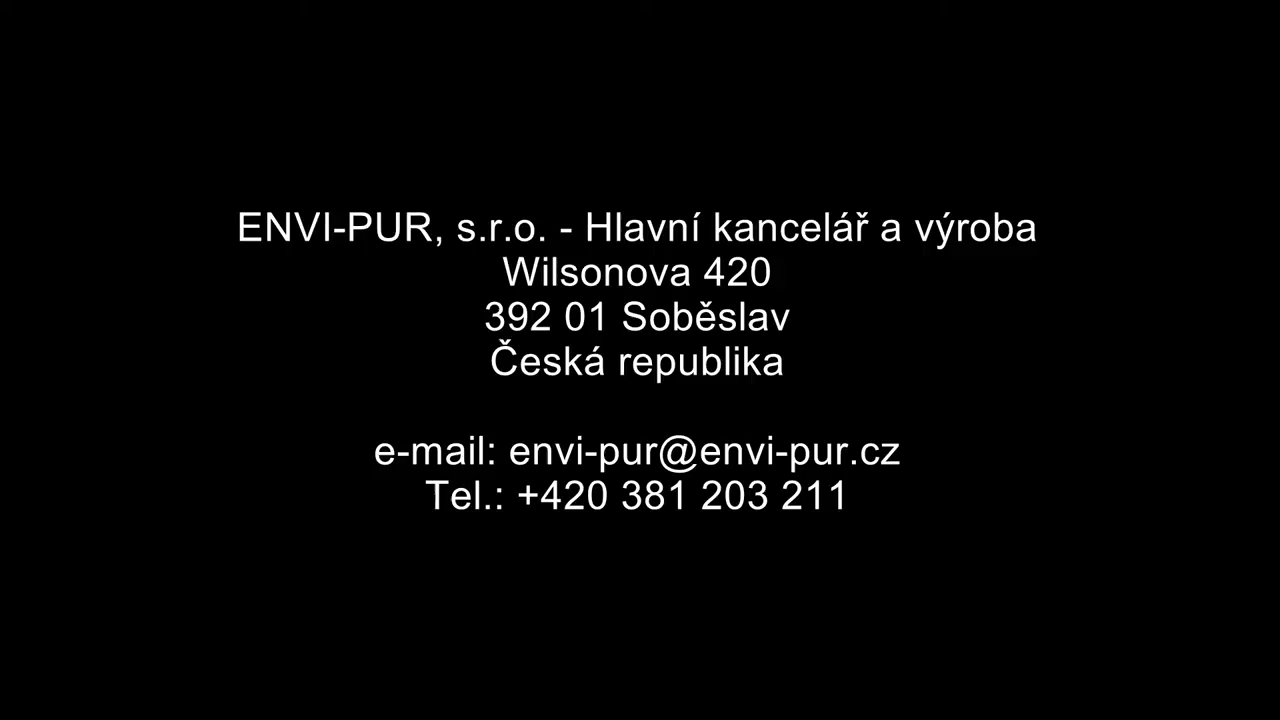 ENVI-PUR, s.r.o. - Hlavní kancelář a výroba
Wilsonova 420
392 01 Soběslav
Česká republika
e-mail: envi-pur@envi-pur.cz
Tel.: +420 381 203 211